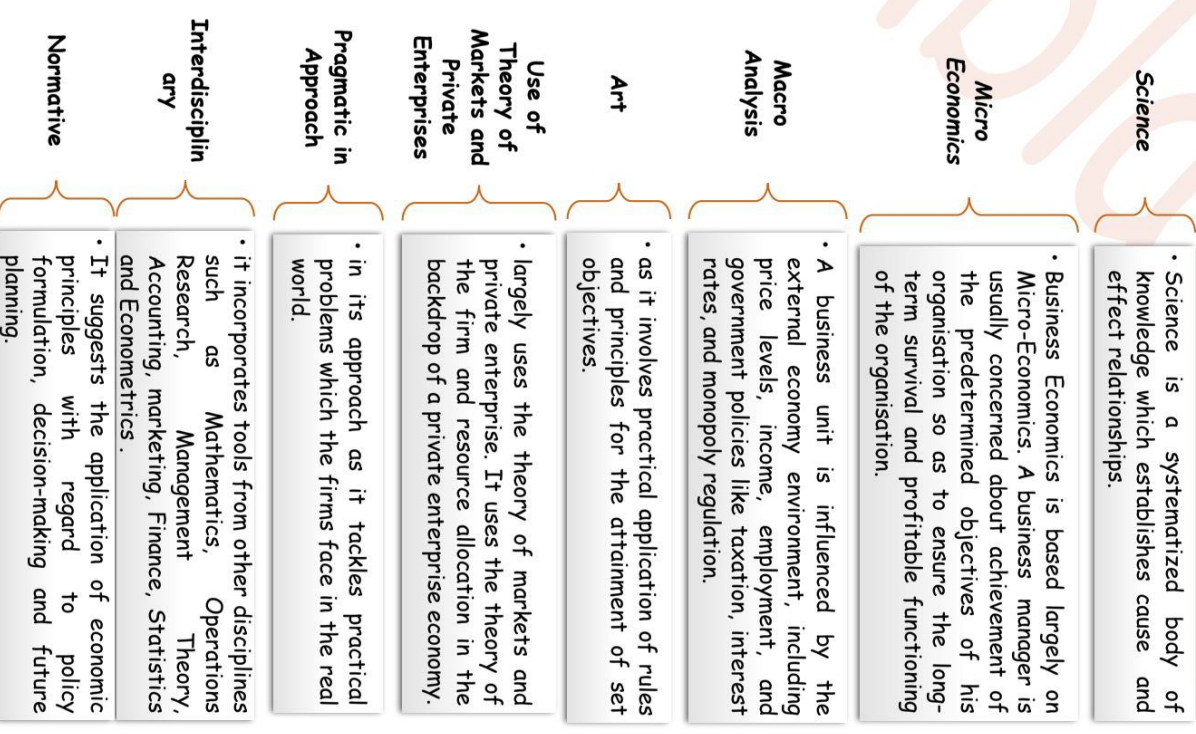 Science
• Science is a systematized body of
knowledge which establishes cause and
effect relationships.
Micro
Economics
• Business Economics is based largely on
Micro-Economics. A business manager is
usually concerned about achievement of
the predetermined objectives of his
organisation so as to ensure the long-
term survival and profitable functioning
of the organisation.
Macro
Analysis
• A business unit is influenced by the
external economy environment, including
price levels, income, employment, and
government policies like taxation, interest
rates, and monopoly regulation.
Art
• as it involves practical application of rules
and principles for the attainment of set
objectives.
Use of
Theory of
Markets and
Private
Enterprises
• largely uses the theory of markets and
private enterprise. It uses the theory of
the firm and resource allocation in the
backdrop of a private enterprise economy.
Pragmatic in
Approach
• in its approach as it tackles practical
problems which the firms face in the real
world.
Interdisciplin
ary
• it incorporates tools from other disciplines
such as Mathematics, Operations
Research, Management Theory,
Accounting, marketing, Finance, Statistics
and Econometrics .
Normative
• It suggests the application of economic
principles with regard to policy
formulation, decision-making and future
planning.